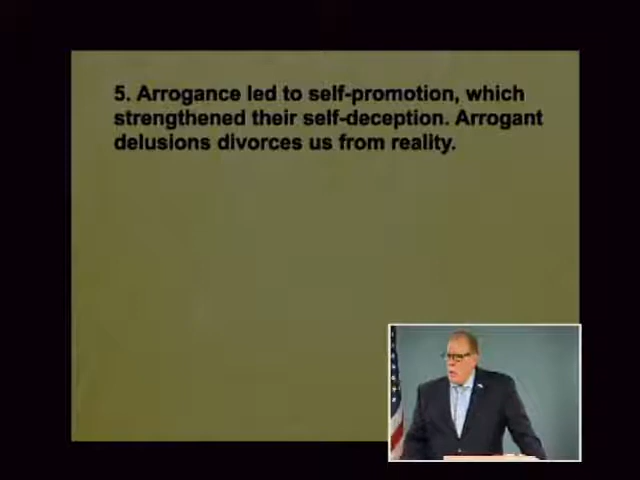 5. Arrogance led to self-promotion, which
strengthened their self-deception. Arrogant
delusions divorces us from reality.